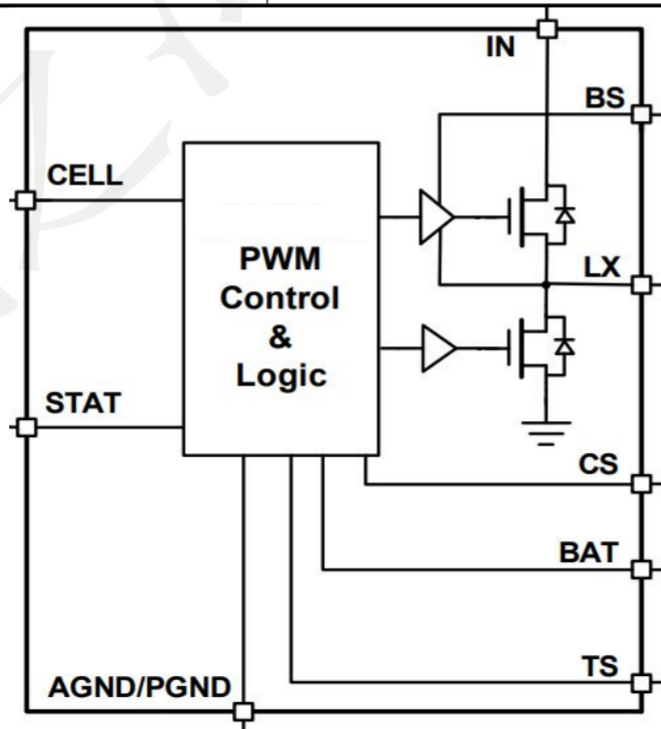 IN
BS
CELL
PWM
Control
&
Logic
LX
STAT
CS
BAT
TS
AGND/PGND